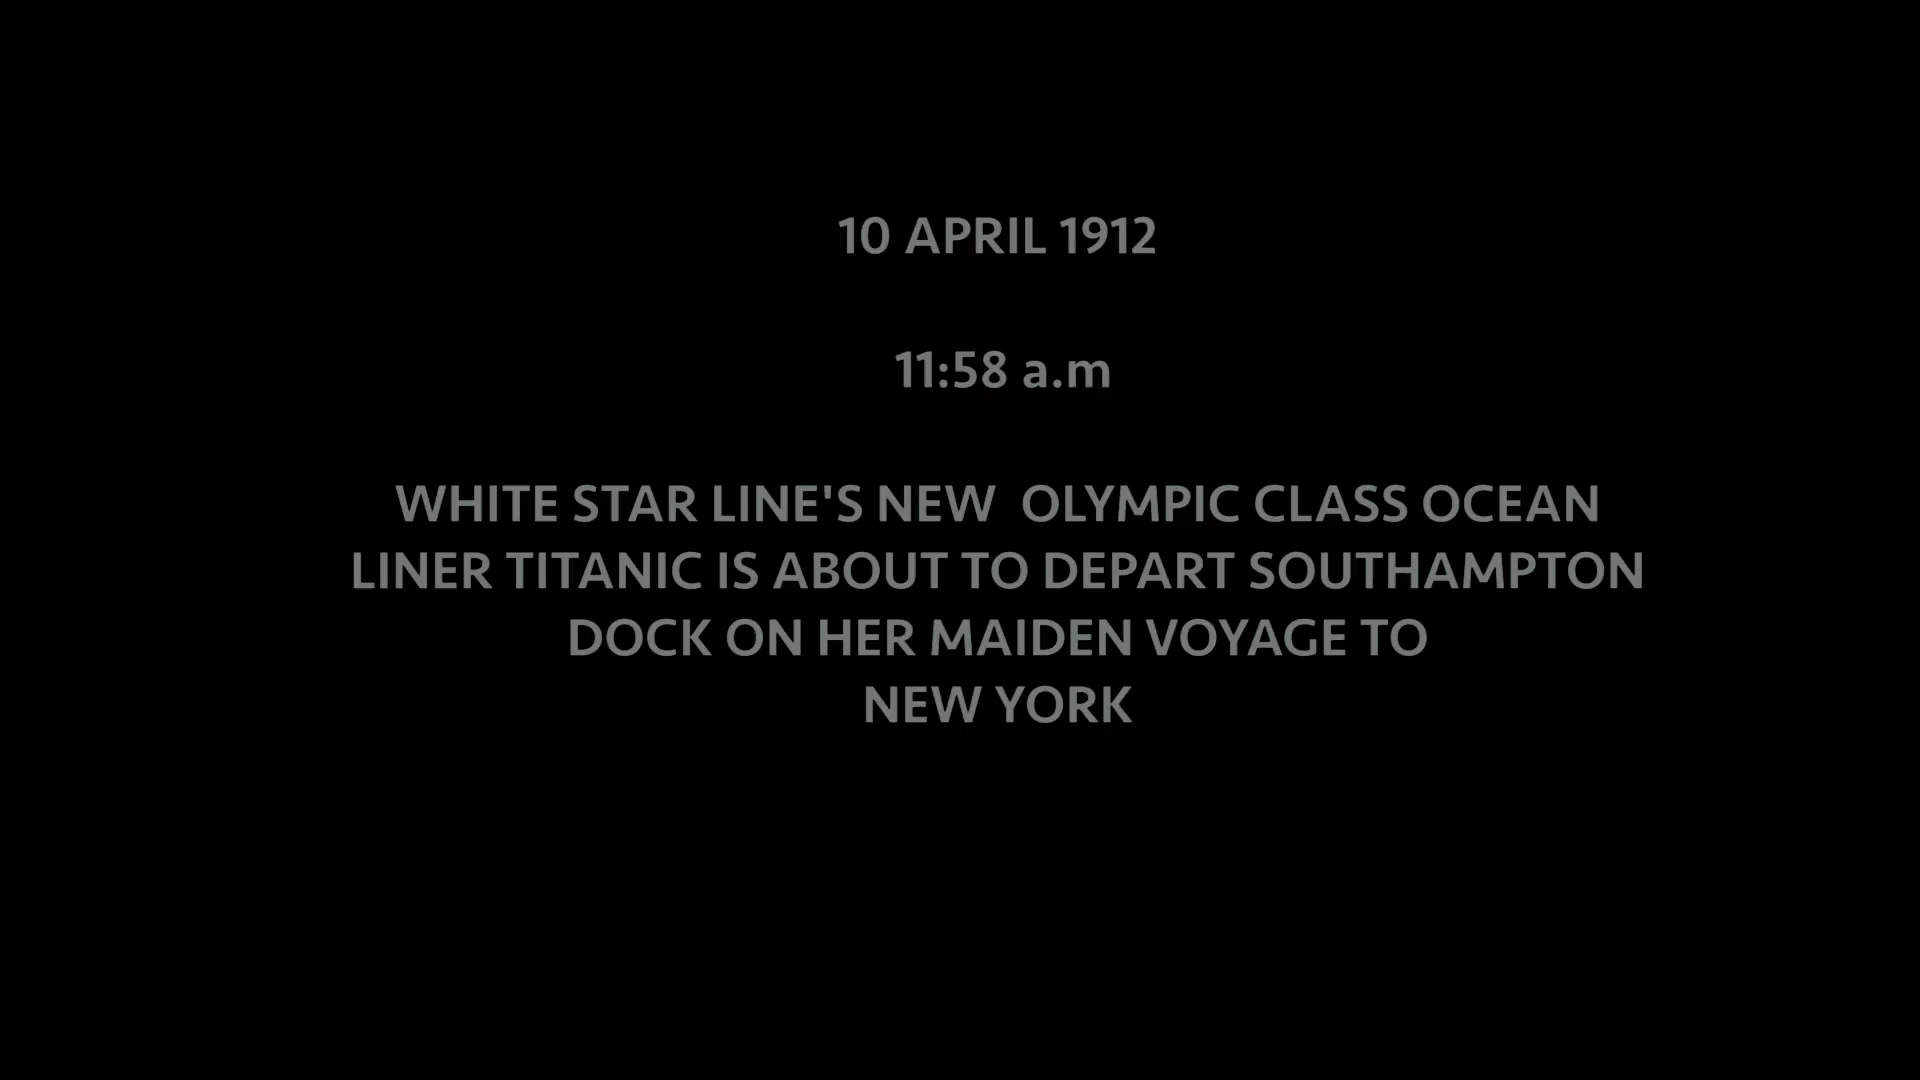 10 APRIL 1912
11:58 a.m
WHITE STAR LINE'S NEW  OLYMPIC CLASS OCEAN
LINER TITANIC IS ABOUT TO DEPART SOUTHAMPTON
DOCK ON HER MAIDEN VOYAGE TO
NEW YORK